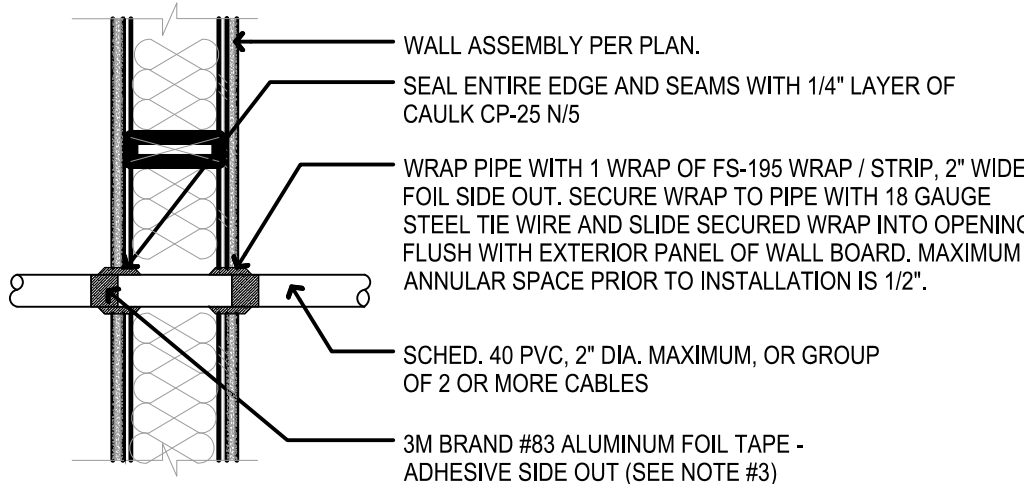 WALL ASSEMBLY PER PLAN.
SEAL ENTIRE EDGE AND SEAMS WITH 1/4" LAYER OF
CAULK CP-25 N/5
WRAP PIPE WITH 1 WRAP OF FS-195 WRAP / STRIP, 2" WIDE
FOIL SIDE OUT. SECURE WRAP TO PIPE WITH 18 GAUGE
STEEL TIE WIRE AND SLIDE SECURED WRAP INTO OPENING
FLUSH WITH EXTERIOR PANEL OF WALL BOARD. MAXIMUM
ANNULAR SPACE PRIOR TO INSTALLATION IS 1/2".
SCHED. 40 PVC, 2" DIA. MAXIMUM, OR GROUP
OF 2 OR MORE CABLES
3M BRAND #83 ALUMINUM FOIL TAPE -
ADHESIVE SIDE OUT (SEE NOTE #3)